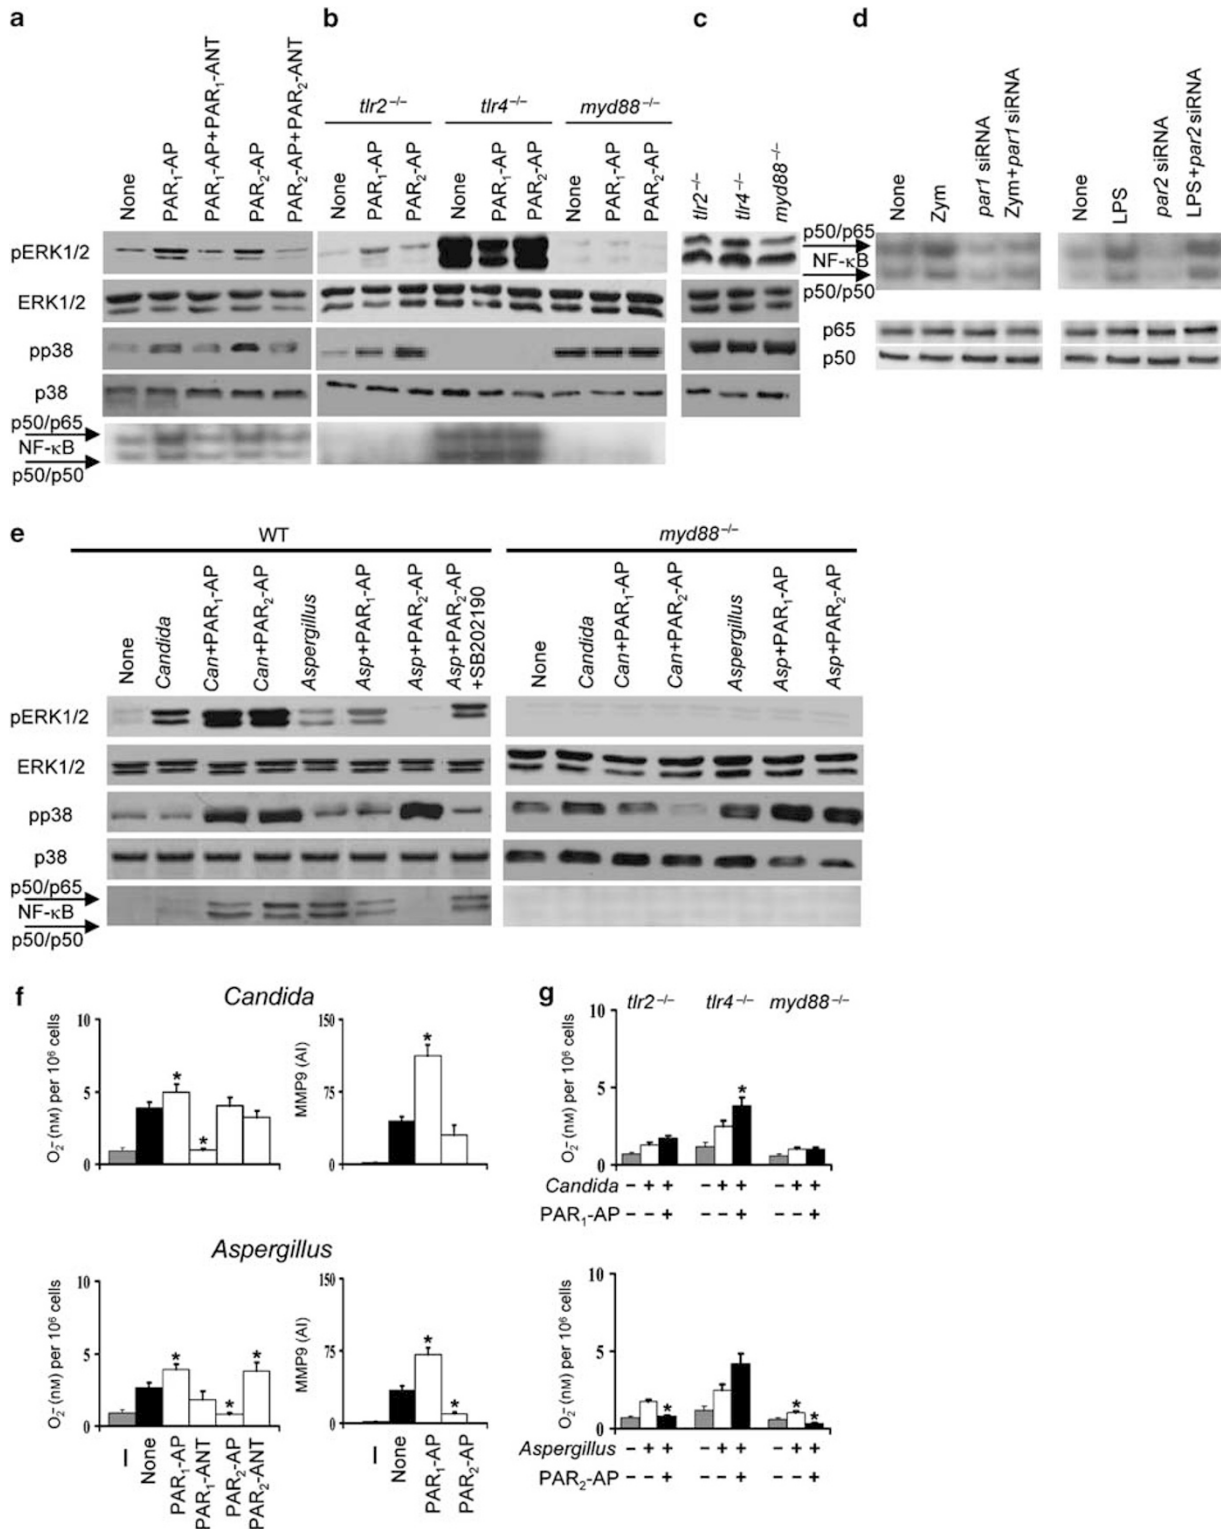 a
b
c
d
None
PAR₁-AP
PAR₁-AP+PAR₁-ANT
PAR₂-AP
PAR₂-AP+PAR₂-ANT
tlr2⁻/⁻
tlr4⁻/⁻
myd88⁻/⁻
None
PAR₁-AP
PAR₂-AP
None
PAR₁-AP
PAR₂-AP
None
PAR₁-AP
PAR₂-AP
tlr2⁻/⁻
tlr4⁻/⁻
myd88⁻/⁻
None
Zym
par1 siRNA
Zym+par1 siRNA
None
LPS
par2 siRNA
LPS+par2 siRNA
pERK1/2
ERK1/2
pp38
p38
p50/p65
NF-κB
p50/p50
p50/p65
NF-κB
p50/p50
p65
p50
e
WT
myd88⁻/⁻
None
Candida
Can+PAR₁-AP
Can+PAR₂-AP
Aspergillus
Asp+PAR₁-AP
Asp+PAR₂-AP
Asp+PAR₂-AP
+SB202190
None
Candida
Can+PAR₁-AP
Can+PAR₂-AP
Aspergillus
Asp+PAR₁-AP
Asp+PAR₂-AP
pERK1/2
ERK1/2
pp38
p38
p50/p65
NF-κB
p50/p50
f
Candida
O₂⁻ (nM) per 10⁶ cells
10
5
0
* *
MMP9 (AI)
150
75
0
*
Aspergillus
O₂⁻ (nM) per 10⁶ cells
10
5
0
* * *
–
None
PAR₁-AP
PAR₁-ANT
PAR₂-AP
PAR₂-ANT
MMP9 (AI)
150
75
0
* *
–
None
PAR₁-AP
PAR₂-AP
g
tlr2⁻/⁻ tlr4⁻/⁻ myd88⁻/⁻
O₂⁻ (nM) per 10⁶ cells
10
5
0
*
Candida – + + – + + – + +
PAR₁-AP – – + – – + – – +
O₂⁻ (nM) per 10⁶ cells
10
5
0
* * *
Aspergillus – + + – + + – + +
PAR₂-AP – – + – – + – – +